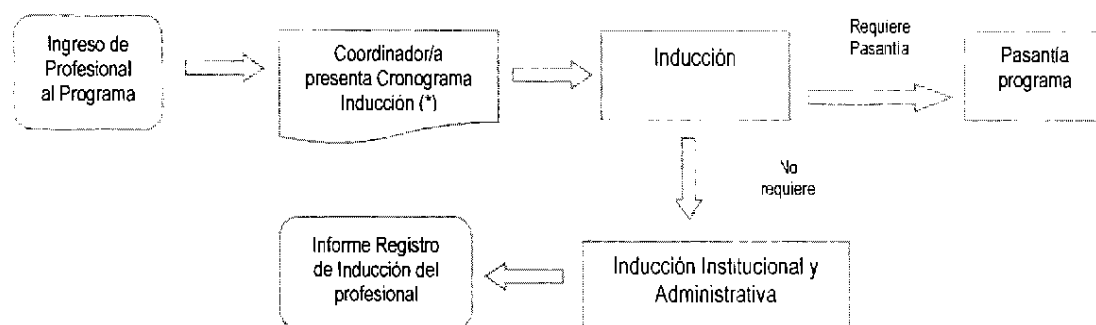 Ingreso de
Profesional
al Programa
Coordinador/a
presenta Cronograma
Inducción (*)
Inducción
Requiere
Pasantía
Pasantía
programa
No
requiere
Informe Registro
de Inducción del
profesional
Inducción Institucional y
Administrativa